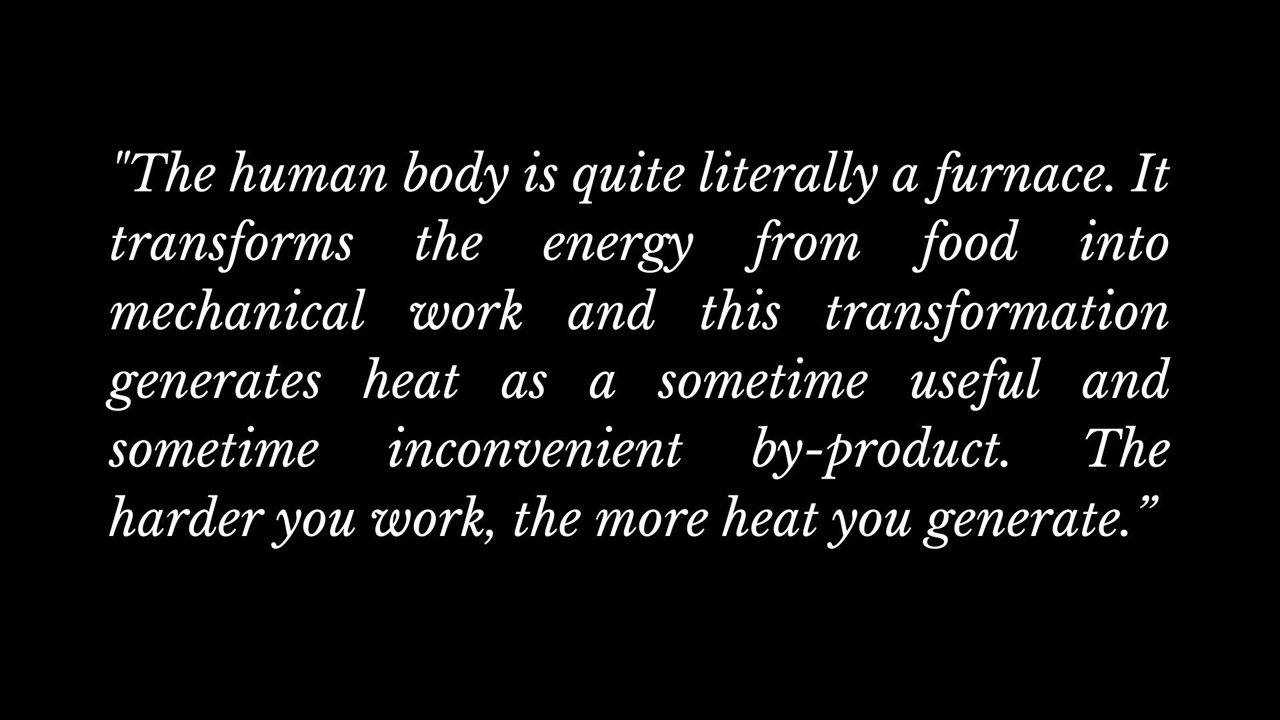 "The human body is quite literally a furnace. It
transforms the energy from food into
mechanical work and this transformation
generates heat as a sometime useful and
sometime inconvenient by-product. The
harder you work, the more heat you generate.”